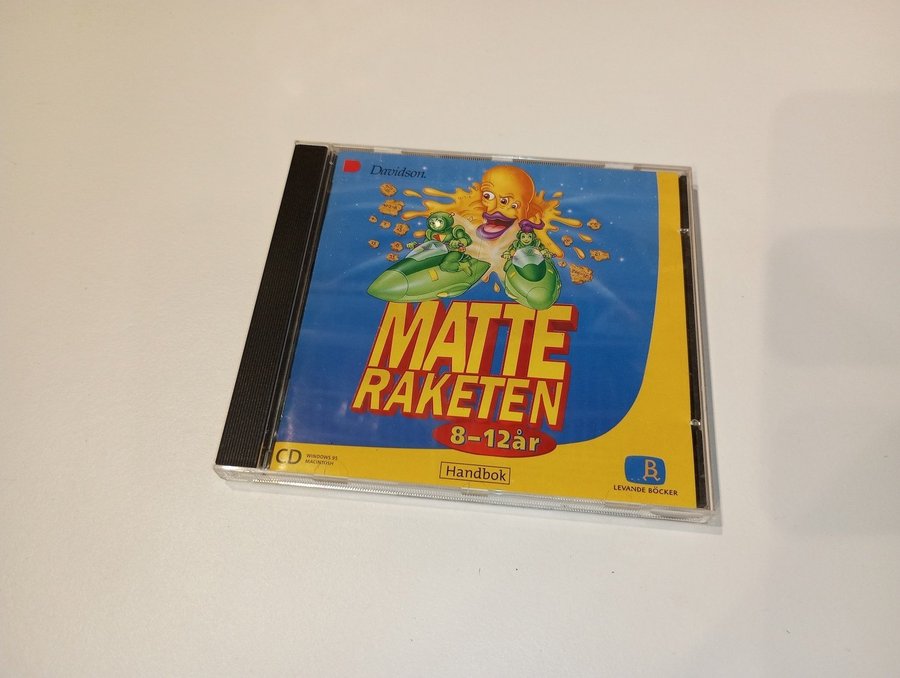 Davidson.
MATTE
RAKETEN
8-12år
CD
WINDOWS 95
MACINTOSH
Handbok
B
LEVANDE BÖCKER